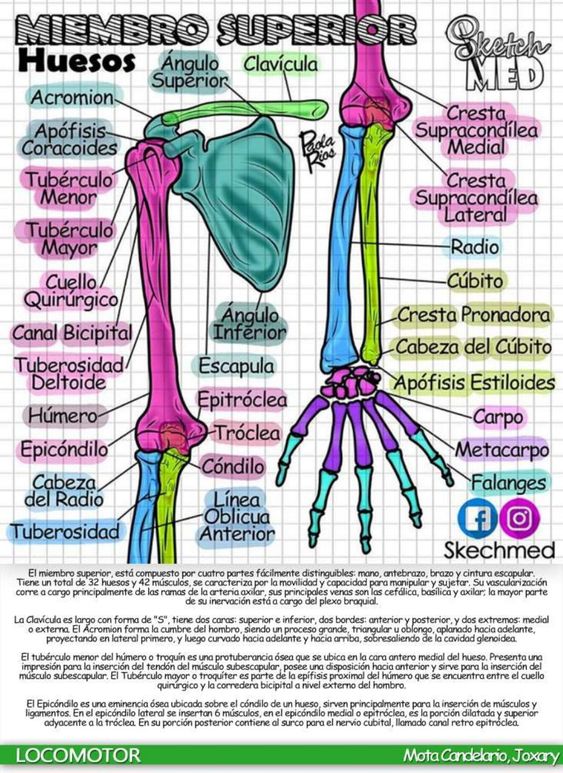 MIEMBRO SUPERIOR
Huesos
Sketch
MED
Ángulo
Superior
Clavícula
Acromion
Apófisis
Coracoides
Tubérculo
Menor
Tubérculo
Mayor
Cuello
Quirúrgico
Canal Bicipital
Tuberosidad
Deltoide
Húmero
Epicóndilo
Cabeza
del Radio
Tuberosidad
Paola
Rios
Ángulo
Inferior
Escapula
Epitróclea
Tróclea
Cóndilo
Línea
Oblicua
Anterior
Cresta
Supracondílea
Medial
Cresta
Supracondílea
Lateral
Radio
Cúbito
Cresta Pronadora
Cabeza del Cúbito
Apófisis Estiloides
Carpo
Metacarpo
Falanges
Skechmed
El miembro superior, está compuesto por cuatro partes fácilmente distinguibles: mano, antebrazo, brazo y cintura escapular.
Tiene un total de 32 huesos y 42 músculos, se caracteriza por la movilidad y capacidad para manipular y sujetar. Su vascularización
corre a cargo principalmente de las ramas de la arteria axilar, sus principales venas son las cefálica, basílica y axilar; la mayor parte
de su inervación está a cargo del plexo braquial.
La Clavícula es largo con forma de "S", tiene dos caras: superior e inferior, dos bordes: anterior y posterior, y dos extremos: medial
o externa. El Acromion forma la cumbre del hombro, siendo un proceso grande, triangular u oblongo, aplanado hacia adelante,
proyectando en lateral primero, y luego curvado hacia adelante y hacia arriba, sobresaliendo de la cavidad glenoidea.
El tubérculo menor del húmero o troquín es una protuberancia ósea que se ubica en la cara antero medial del hueso. Presenta una
impresión para la inserción del tendón del músculo subescapular, posee una disposición hacia anterior y sirve para la inserción del
músculo subescapular. El Tubérculo mayor o troquíter es parte de la epífisis proximal del húmero que se encuentra entre el cuello
quirúrgico y la corredera bicipital a nivel externo del hombro.
El Epicóndilo es una eminencia ósea ubicada sobre el cóndilo de un hueso, sirven principalmente para la inserción de músculos y
ligamentos. En el epicóndilo lateral se insertan 6 músculos, en el epicóndilo medial o epitróclea, es la porción dilatada y superior
adyacente a la tróclea. En su porción posterior contiene al surco para el nervio cubital, llamado canal retro epitróclea.
LOCOMOTOR
Mota Candelario, Joxary